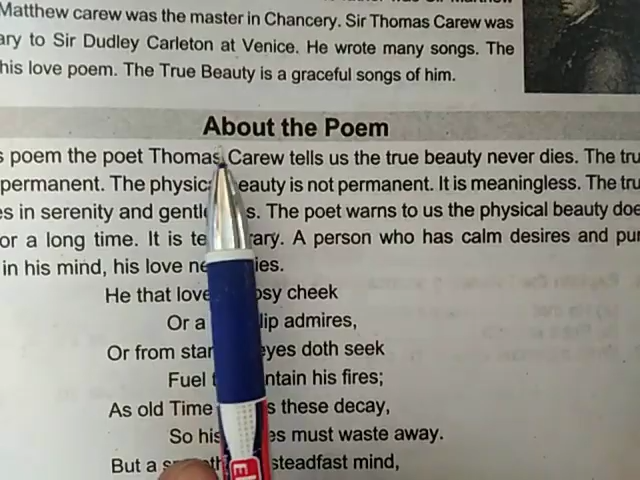 Matthew carew was the master in Chancery. Sir Thomas Carew was
ary to Sir Dudley Carleton at Venice. He wrote many songs. The
his love poem. The True Beauty is a graceful songs of him.
About the Poem
s poem the poet Thomas Carew tells us the true beauty never dies. The tru
permanent. The physic eauty is not permanent. It is meaningless. The tru
es in serenity and gentle s. The poet warns to us the physical beauty doe
or a long time. It is te rary. A person who has calm desires and pur
in his mind, his love ne ies.
He that love osy cheek
Or a lip admires,
Or from star eyes doth seek
Fuel t ntain his fires;
As old Time s these decay,
So his es must waste away.
But a steadfast mind,